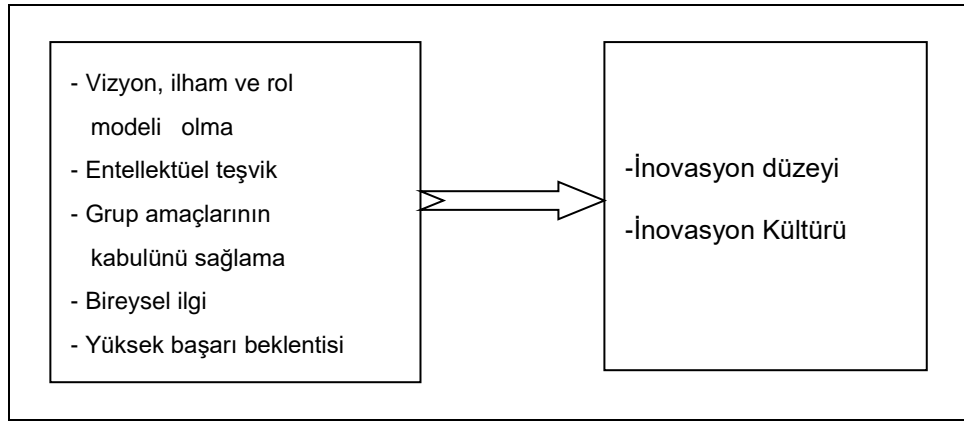 - Vizyon, ilham ve rol
modeli olma
- Entellektüel teşvik
- Grup amaçlarının
kabulünü sağlama
- Bireysel ilgi
- Yüksek başarı beklentisi
-İnovasyon düzeyi
-İnovasyon Kültürü